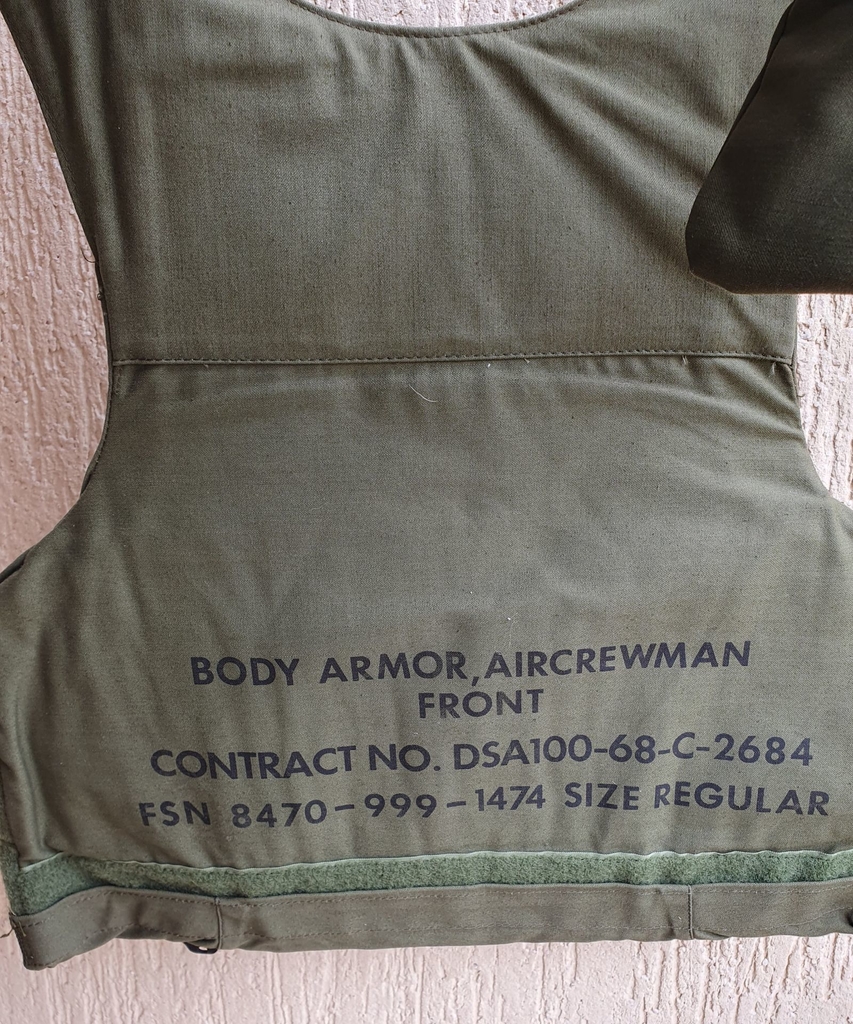 BODY ARMOR, AIRCREWMAN
FRONT
CONTRACT NO. DSA100-68-C-2684
FSN 8470-999-1474 SIZE REGULAR